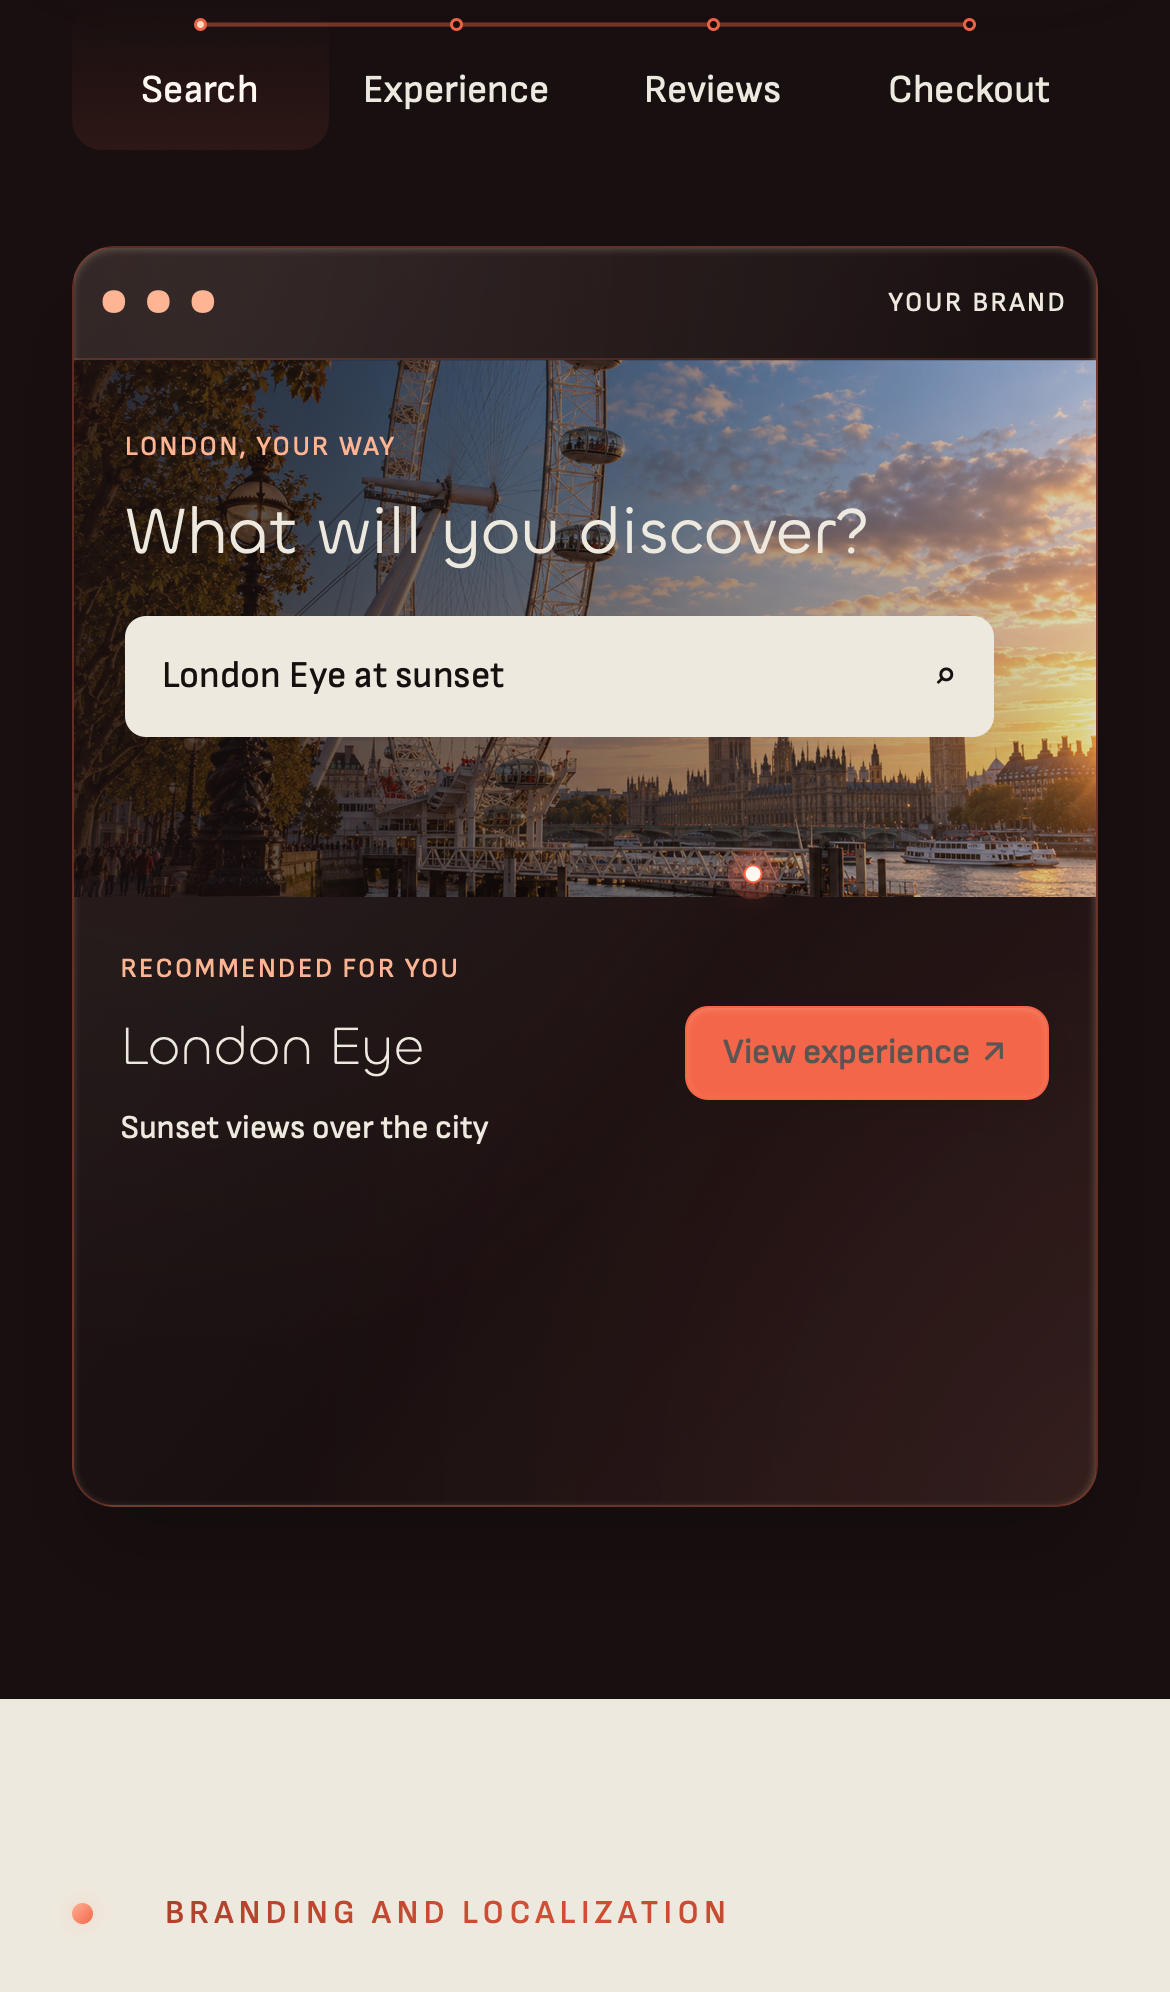 Search Experience Reviews Checkout
YOUR BRAND
LONDON, YOUR WAY
What will you discover?
London Eye at sunset
RECOMMENDED FOR YOU
London Eye
View experience
Sunset views over the city
BRANDING AND LOCALIZATION